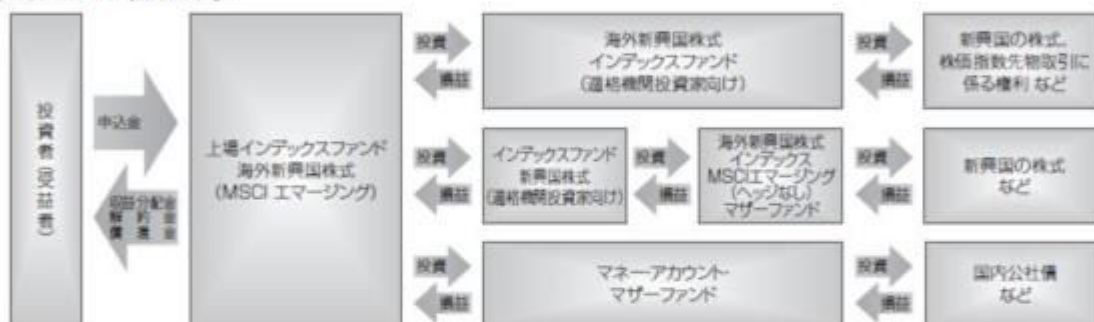 投資者(受益者)
申込金
収益分配金
解約金
償還金
上場インデックスファンド
海外新興国株式
(MSCI エマージング)
投資
損益
海外新興国株式
インデックスファンド
(適格機関投資家向け)
投資
損益
新興国の株式、
株価指数先物取引に
係る権利 など
投資
損益
インデックスファンド
新興国株式
(適格機関投資家向け)
投資
損益
海外新興国株式
インデックス
MSCIエマージング
(ヘッジなし)
マザーファンド
投資
損益
新興国の株式
など
投資
損益
マネー・アカウント・
マザーファンド
投資
損益
国内公社債
など